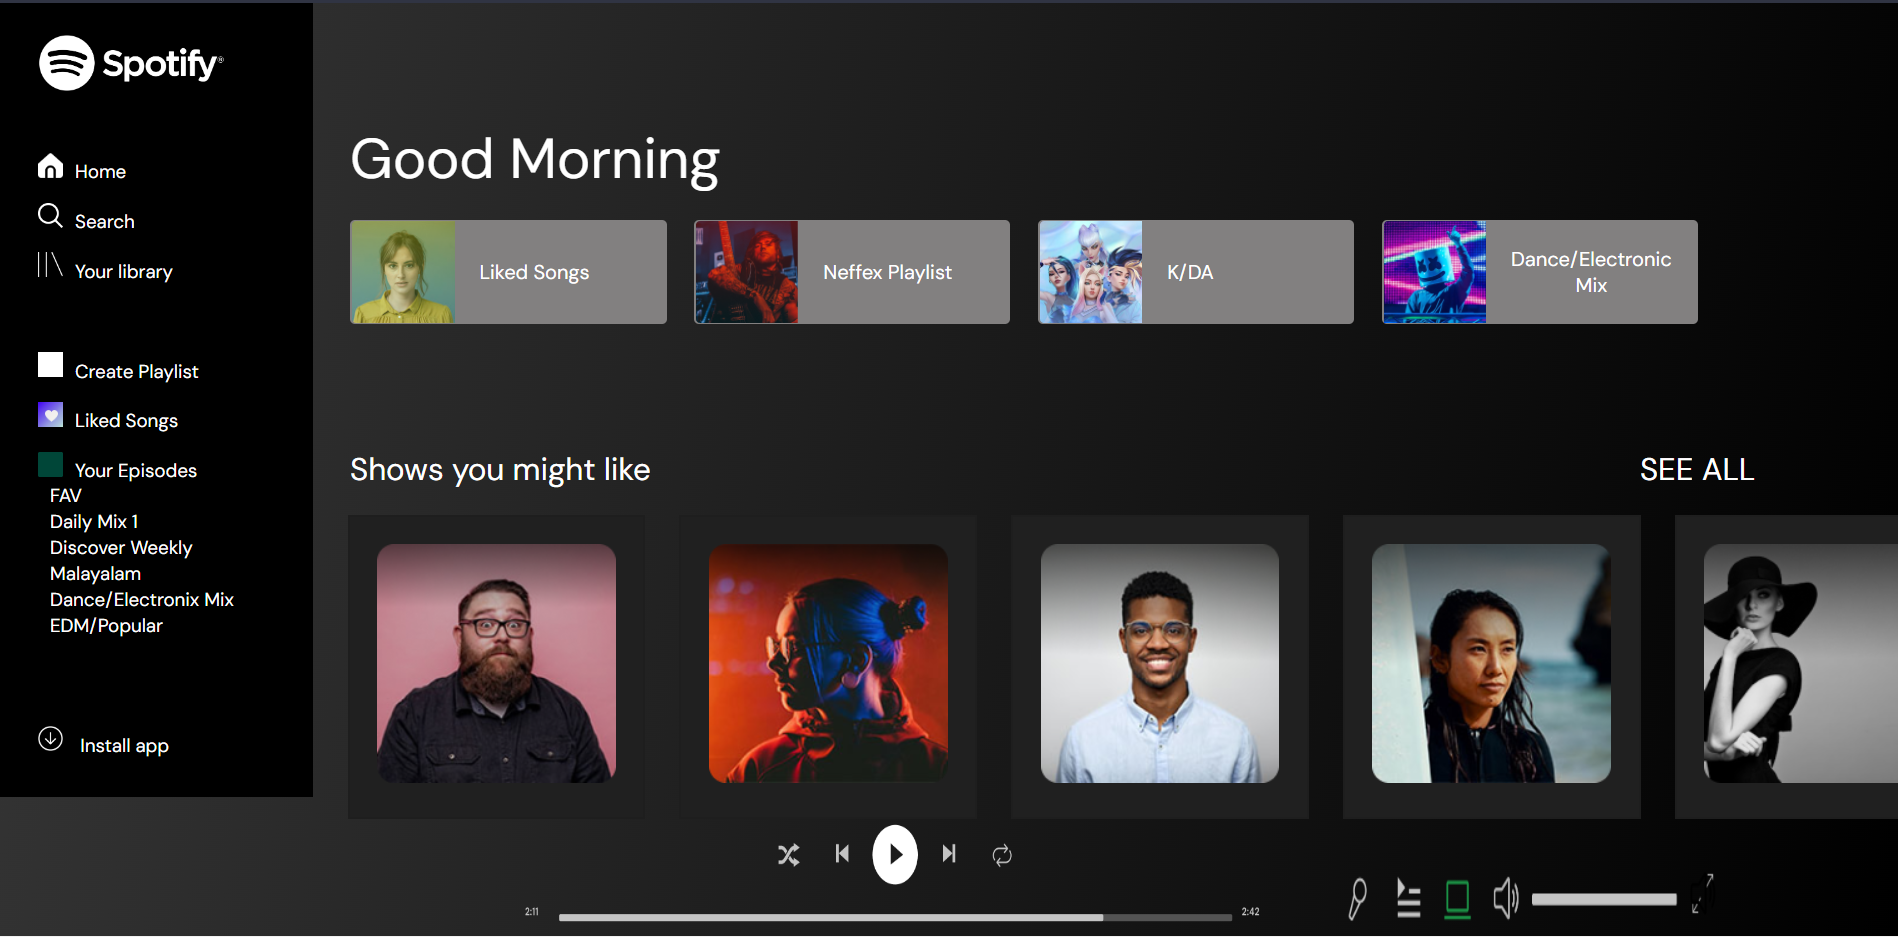 Spotify®
Home
Search
Your library
Create Playlist
Liked Songs
Your Episodes
FAV
Daily Mix 1
Discover Weekly
Malayalam
Dance/Electronix Mix
EDM/Popular
Install app
Good Morning
Liked Songs
Neffex Playlist
K/DA
Dance/Electronic
Mix
Shows you might like
SEE ALL
2:11
2:42